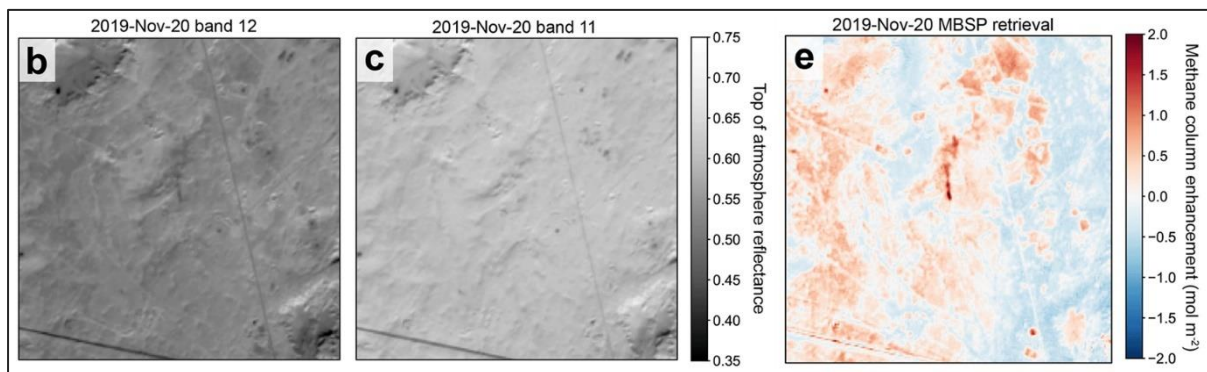 2019-Nov-20 band 12
2019-Nov-20 band 11
2019-Nov-20 MBSP retrieval
b
c
e
0.75
0.70
0.65
0.60
0.55
0.50
0.45
0.40
0.35
Top of atmosphere reflectance
2.0
1.5
1.0
0.5
0.0
−0.5
−1.0
−1.5
−2.0
Methane column enhancement (mol m⁻²)